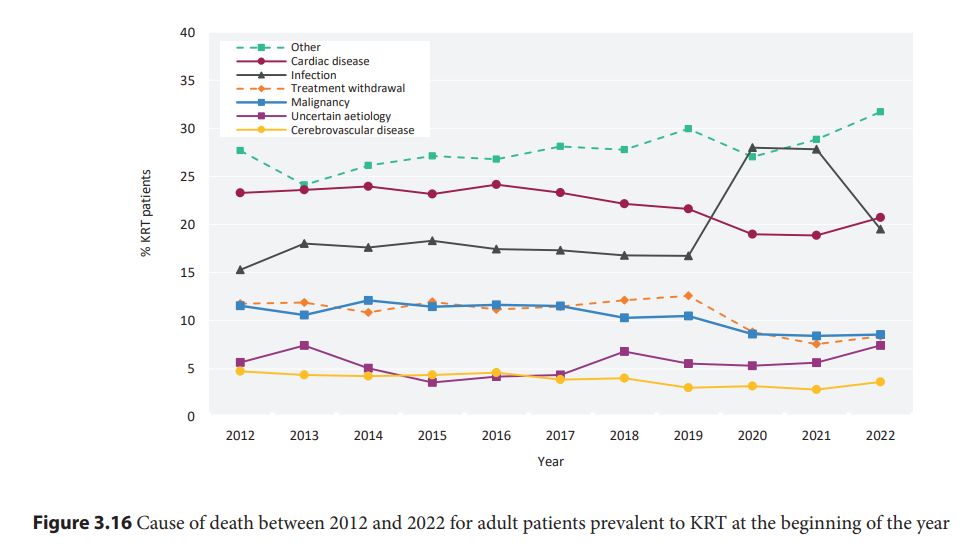 40
35
30
25
20
15
10
5
0
% KRT patients
Other
Cardiac disease
Infection
Treatment withdrawal
Malignancy
Uncertain aetiology
Cerebrovascular disease
2012 2013 2014 2015 2016 2017 2018 2019 2020 2021 2022
Year
Figure 3.16 Cause of death between 2012 and 2022 for adult patients prevalent to KRT at the beginning of the year